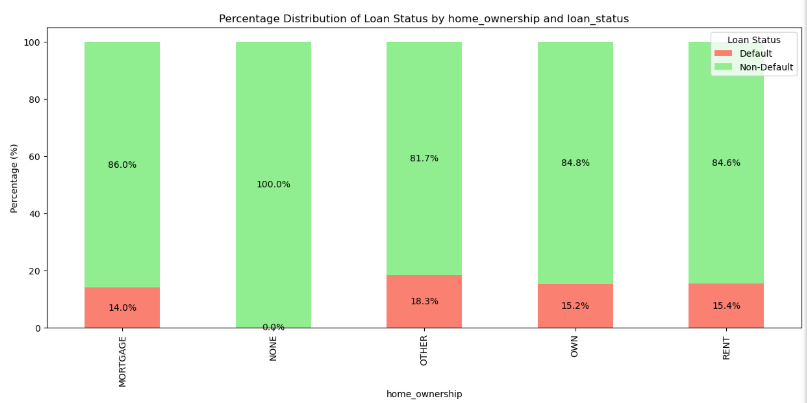 Percentage Distribution of Loan Status by home_ownership and loan_status
Loan Status
Default
Non-Default
Percentage (%)
100
80
60
40
20
0
86.0%
14.0%
100.0%
0.0%
81.7%
18.3%
84.8%
15.2%
84.6%
15.4%
MORTGAGE
NONE
OTHER
OWN
RENT
home_ownership